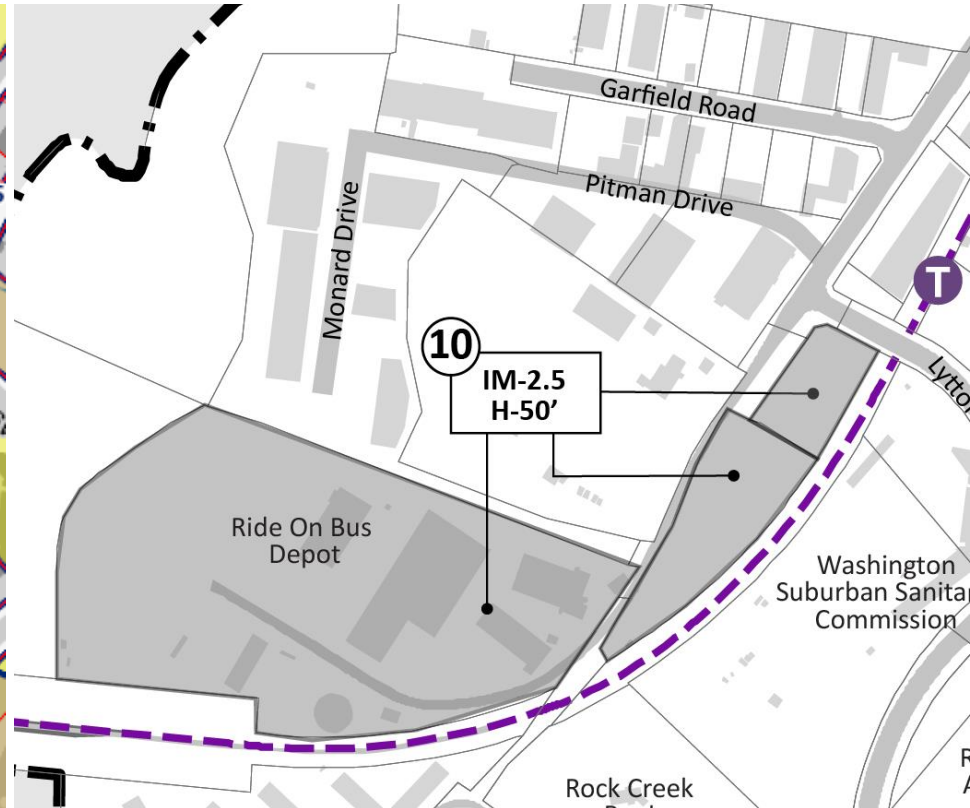 Garfield Road
Pitman Drive
Monard Drive
T
10
IM-2.5
H-50’
Ride On Bus
Depot
Washington
Suburban
Commission
Rock Creek